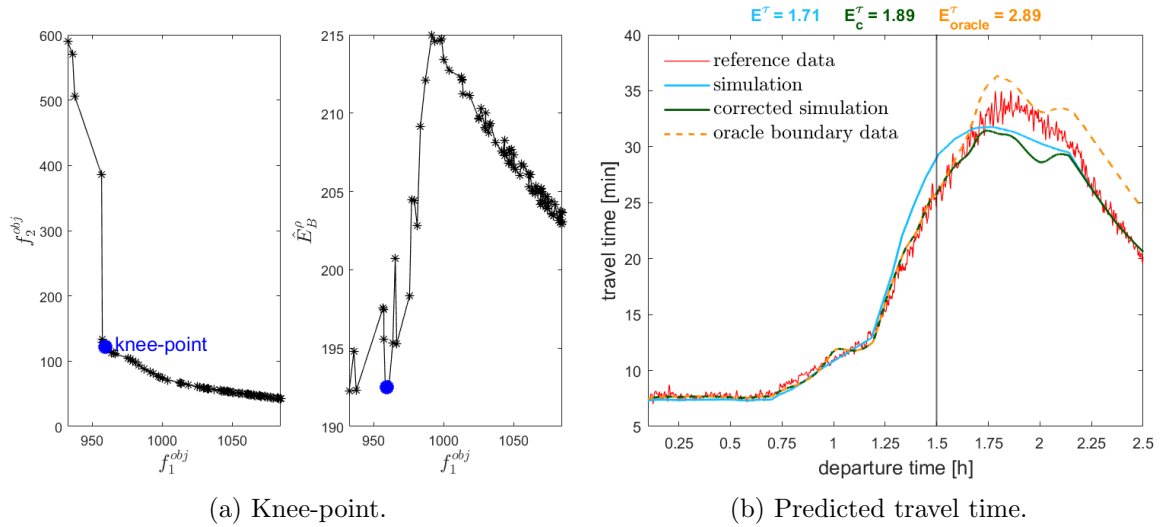 E^τ = 1.71 E_c^τ = 1.89 E_oracle^τ = 2.89
600
500
400
300
200
100
0
f_2^obj
knee-point
950 1000 1050
f_1^obj
215
210
205
200
195
190
Ê_B^ρ
950 1000 1050
f_1^obj
40
35
30
25
20
15
10
5
0
travel time [min]
reference data
simulation
corrected simulation
oracle boundary data
0.25 0.5 0.75 1 1.25 1.5 1.75 2 2.25 2.5
departure time [h]
(a) Knee-point.
(b) Predicted travel time.